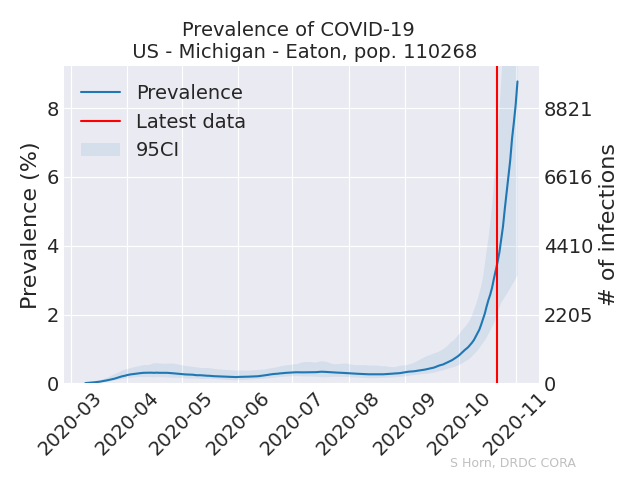 Prevalence of COVID-19
US - Michigan - Eaton, pop. 110268
Prevalence
Latest data
95CI
Prevalence (%)
8
6
4
2
0
8821
6616
4410
2205
0
# of infections
2020-03
2020-04
2020-05
2020-06
2020-07
2020-08
2020-09
2020-10
2020-11
S Horn, DRDC CORA